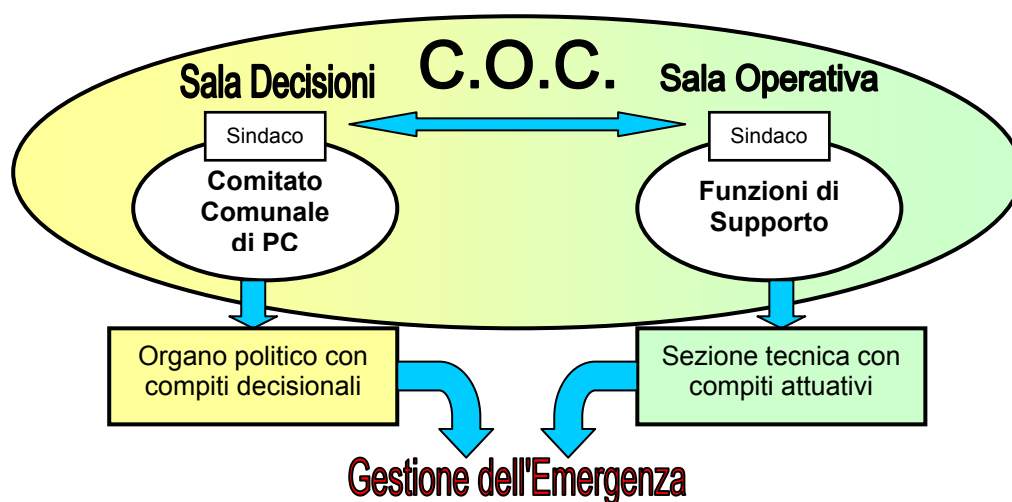 C.O.C.
Sala Decisioni
Sala Operativa
Sindaco
Comitato
Comunale
di PC
Sindaco
Funzioni di
Supporto
Organo politico con
compiti decisionali
Sezione tecnica con
compiti attuativi
Gestione dell'Emergenza